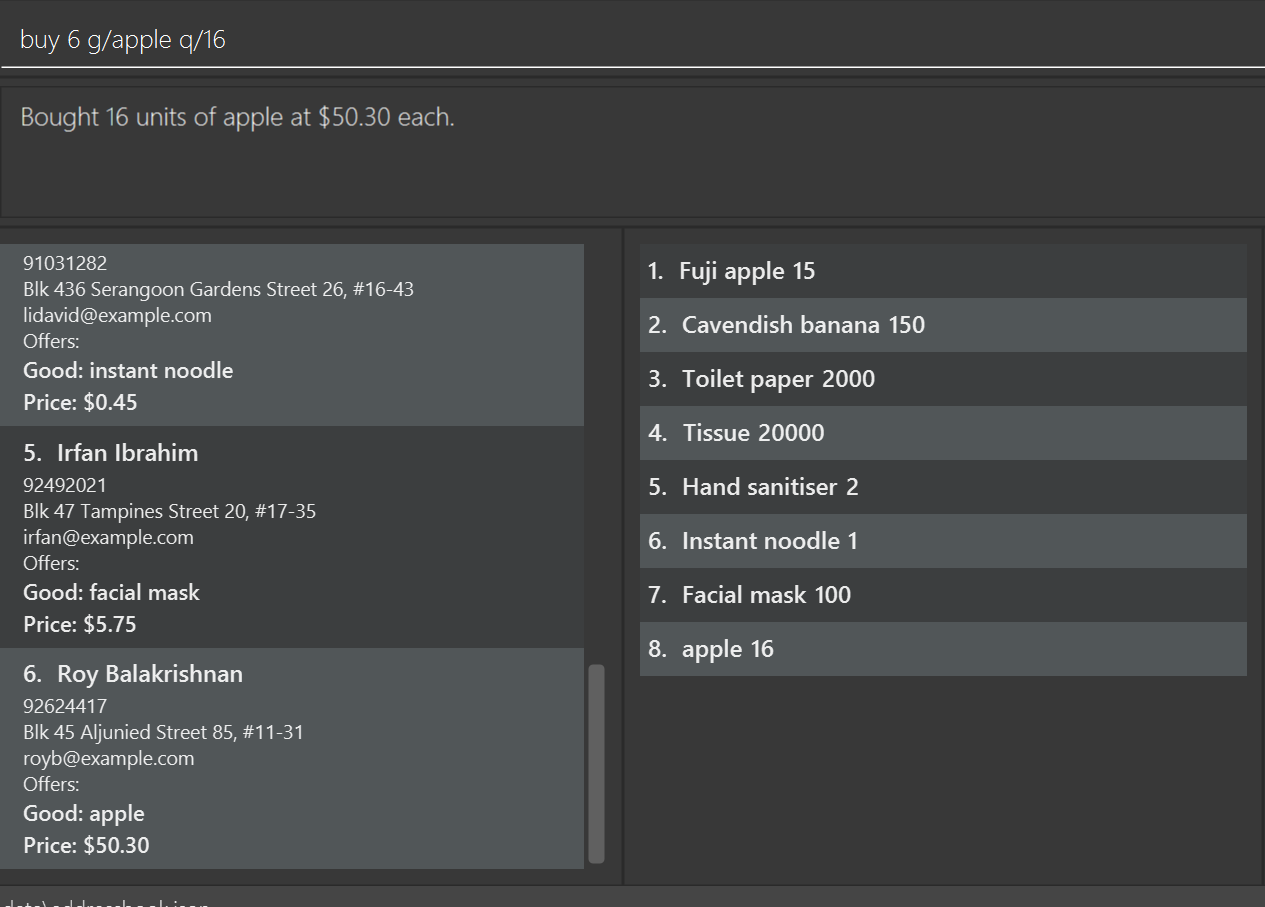 buy 6 g/apple q/16
Bought 16 units of apple at $50.30 each.
91031282
Blk 436 Serangoon Gardens Street 26, #16-43
lidavid@example.com
Offers:
Good: instant noodle
Price: $0.45
5. Irfan Ibrahim
92492021
Blk 47 Tampines Street 20, #17-35
irfan@example.com
Offers:
Good: facial mask
Price: $5.75
6. Roy Balakrishnan
92624417
Blk 45 Aljunied Street 85, #11-31
royb@example.com
Offers:
Good: apple
Price: $50.30
1. Fuji apple 15
2. Cavendish banana 150
3. Toilet paper 2000
4. Tissue 20000
5. Hand sanitiser 2
6. Instant noodle 1
7. Facial mask 100
8. apple 16